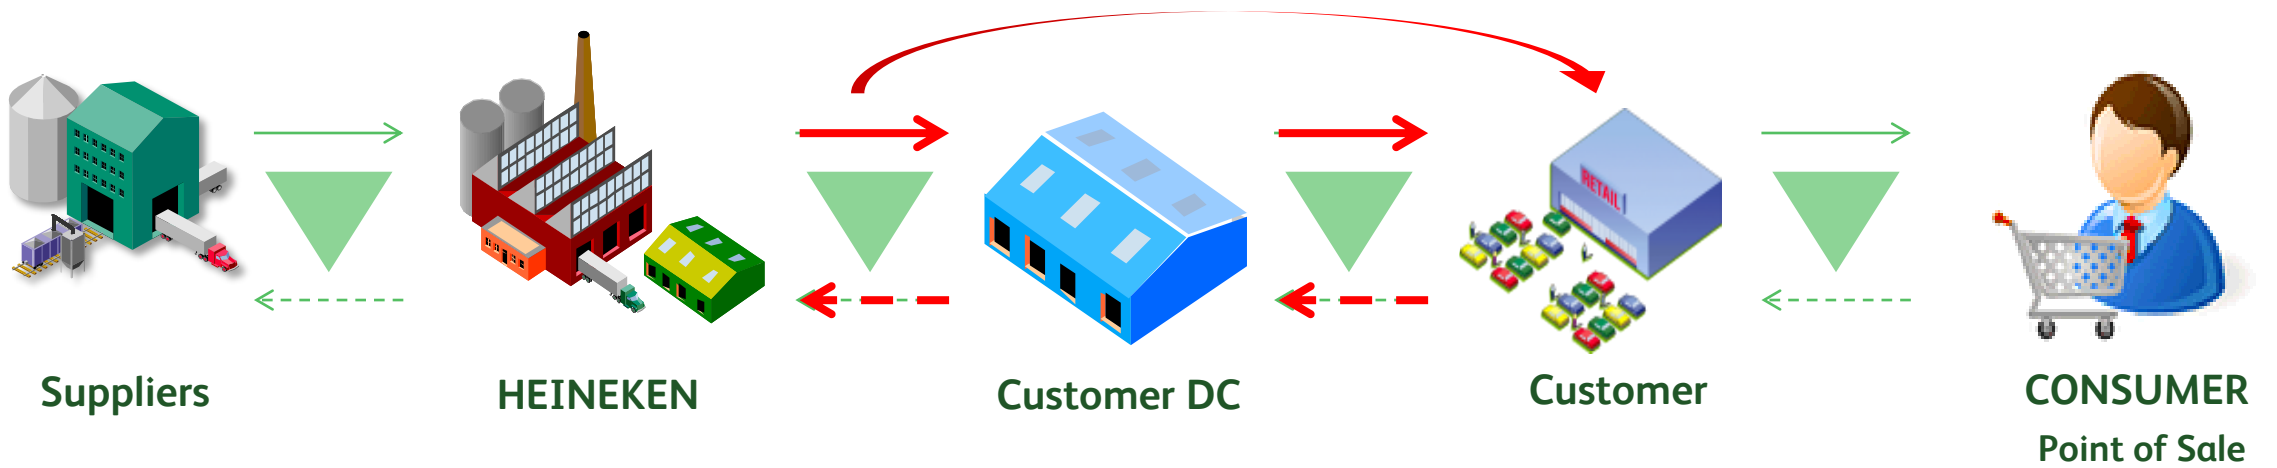 RETAIL
Suppliers
HEINEKEN
Customer DC
Customer
CONSUMER
Point of Sale